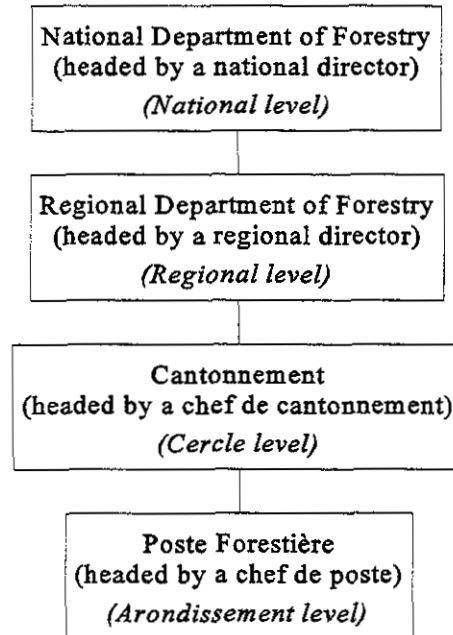 National Department of Forestry
(headed by a national director)
(National level)
Regional Department of Forestry
(headed by a regional director)
(Regional level)
Cantonnement
(headed by a chef de cantonnement)
(Cercle level)
Poste Forestière
(headed by a chef de poste)
(Arondissement level)